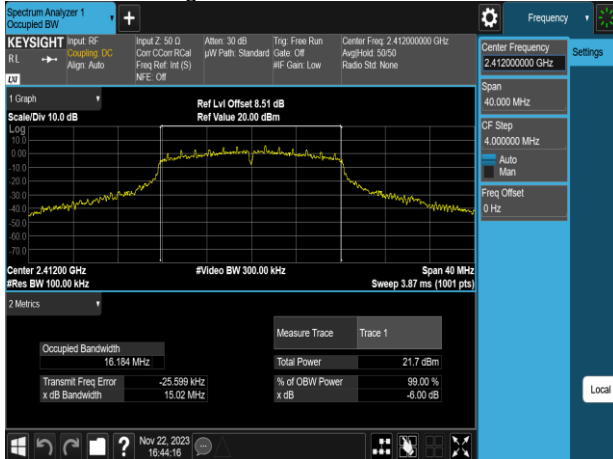 Spectrum Analyzer 1
Occupied BW
Frequency
KEYSIGHT
RL
Input: RF
Coupling: DC
Align: Auto
Input Z: 50 Ω
Corr CCorr RCal
Freq Ref: Int (S)
NFE: Off
Atten: 30 dB
µW Path: Standard
Trig: Free Run
Gate: Off
#IF Gain: Low
Center Freq: 2.412000000 GHz
Avg|Hold: 50/50
Radio Std: None
LXI
Center Frequency
2.412000000 GHz
Settings
Span
40.000 MHz
CF Step
4.000000 MHz
Auto
Man
Freq Offset
0 Hz
Local
1 Graph
Scale/Div 10.0 dB
Ref Lvl Offset 8.51 dB
Ref Value 20.00 dBm
Log
10.0
0.00
-10.0
-20.0
-30.0
-40.0
-50.0
-60.0
-70.0
Center 2.41200 GHz
#Res BW 100.00 kHz
#Video BW 300.00 kHz
Span 40 MHz
Sweep 3.87 ms (1001 pts)
2 Metrics
Measure Trace Trace 1
Occupied Bandwidth
16.184 MHz
Total Power 21.7 dBm
Transmit Freq Error -25.599 kHz
% of OBW Power 99.00 %
x dB Bandwidth 15.02 MHz
x dB -6.00 dB
?
Nov 22, 2023
16:44:16